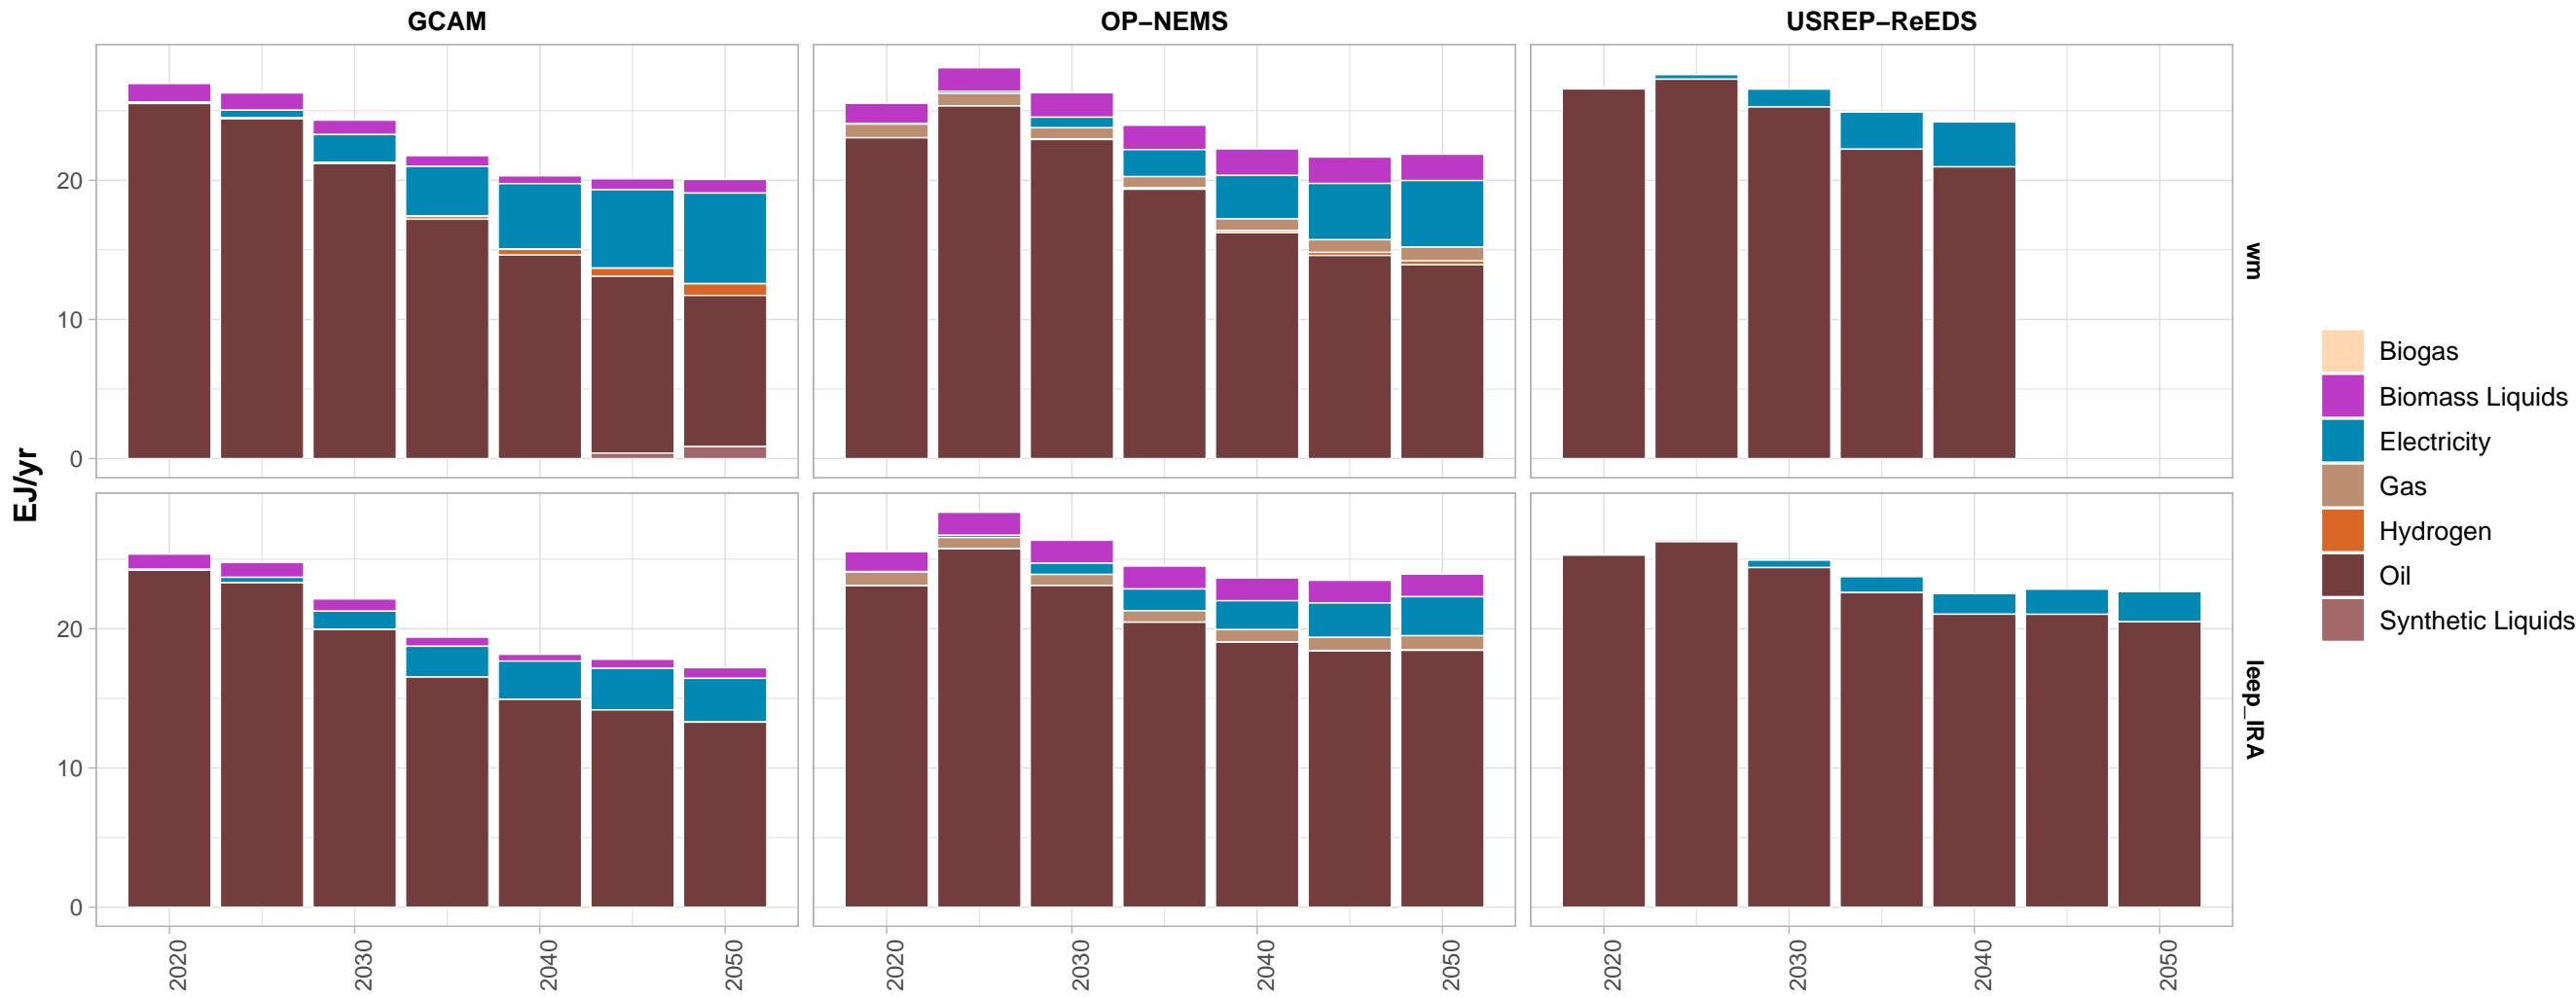 GCAM
OP−NEMS
USREP−ReEDS
EJ/yr
20
10
0
wm
20
10
0
leep_IRA
2020
2030
2040
2050
2020
2030
2040
2050
2020
2030
2040
2050
Biogas
Biomass Liquids
Electricity
Gas
Hydrogen
Oil
Synthetic Liquids